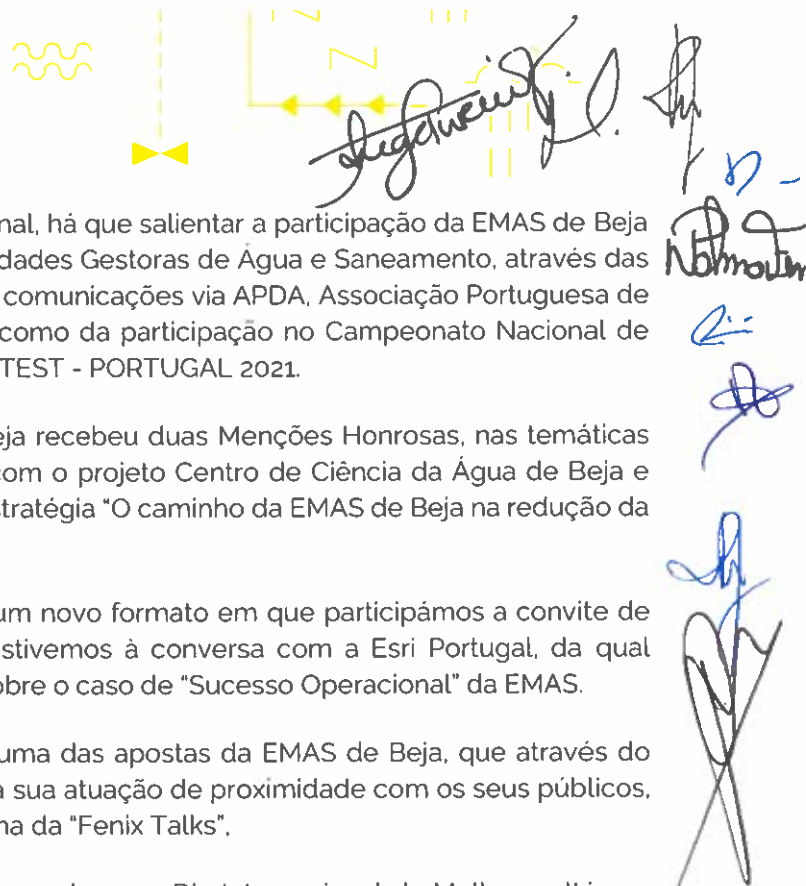 nal, há que salientar a participação da EMAS de Beja
dades Gestoras de Água e Saneamento, através das
comunicações via APDA, Associação Portuguesa de
como da participação no Campeonato Nacional de
TEST - PORTUGAL 2021.
eja recebeu duas Menções Honrosas, nas temáticas
com o projeto Centro de Ciência da Água de Beja e
stratégia "O caminho da EMAS de Beja na redução da
um novo formato em que participámos a convite de
stivemos à conversa com a Esri Portugal, da qual
obre o caso de "Sucesso Operacional" da EMAS.
uma das apostas da EMAS de Beja, que através do
a sua atuação de proximidade com os seus públicos,
na da "Fenix Talks",